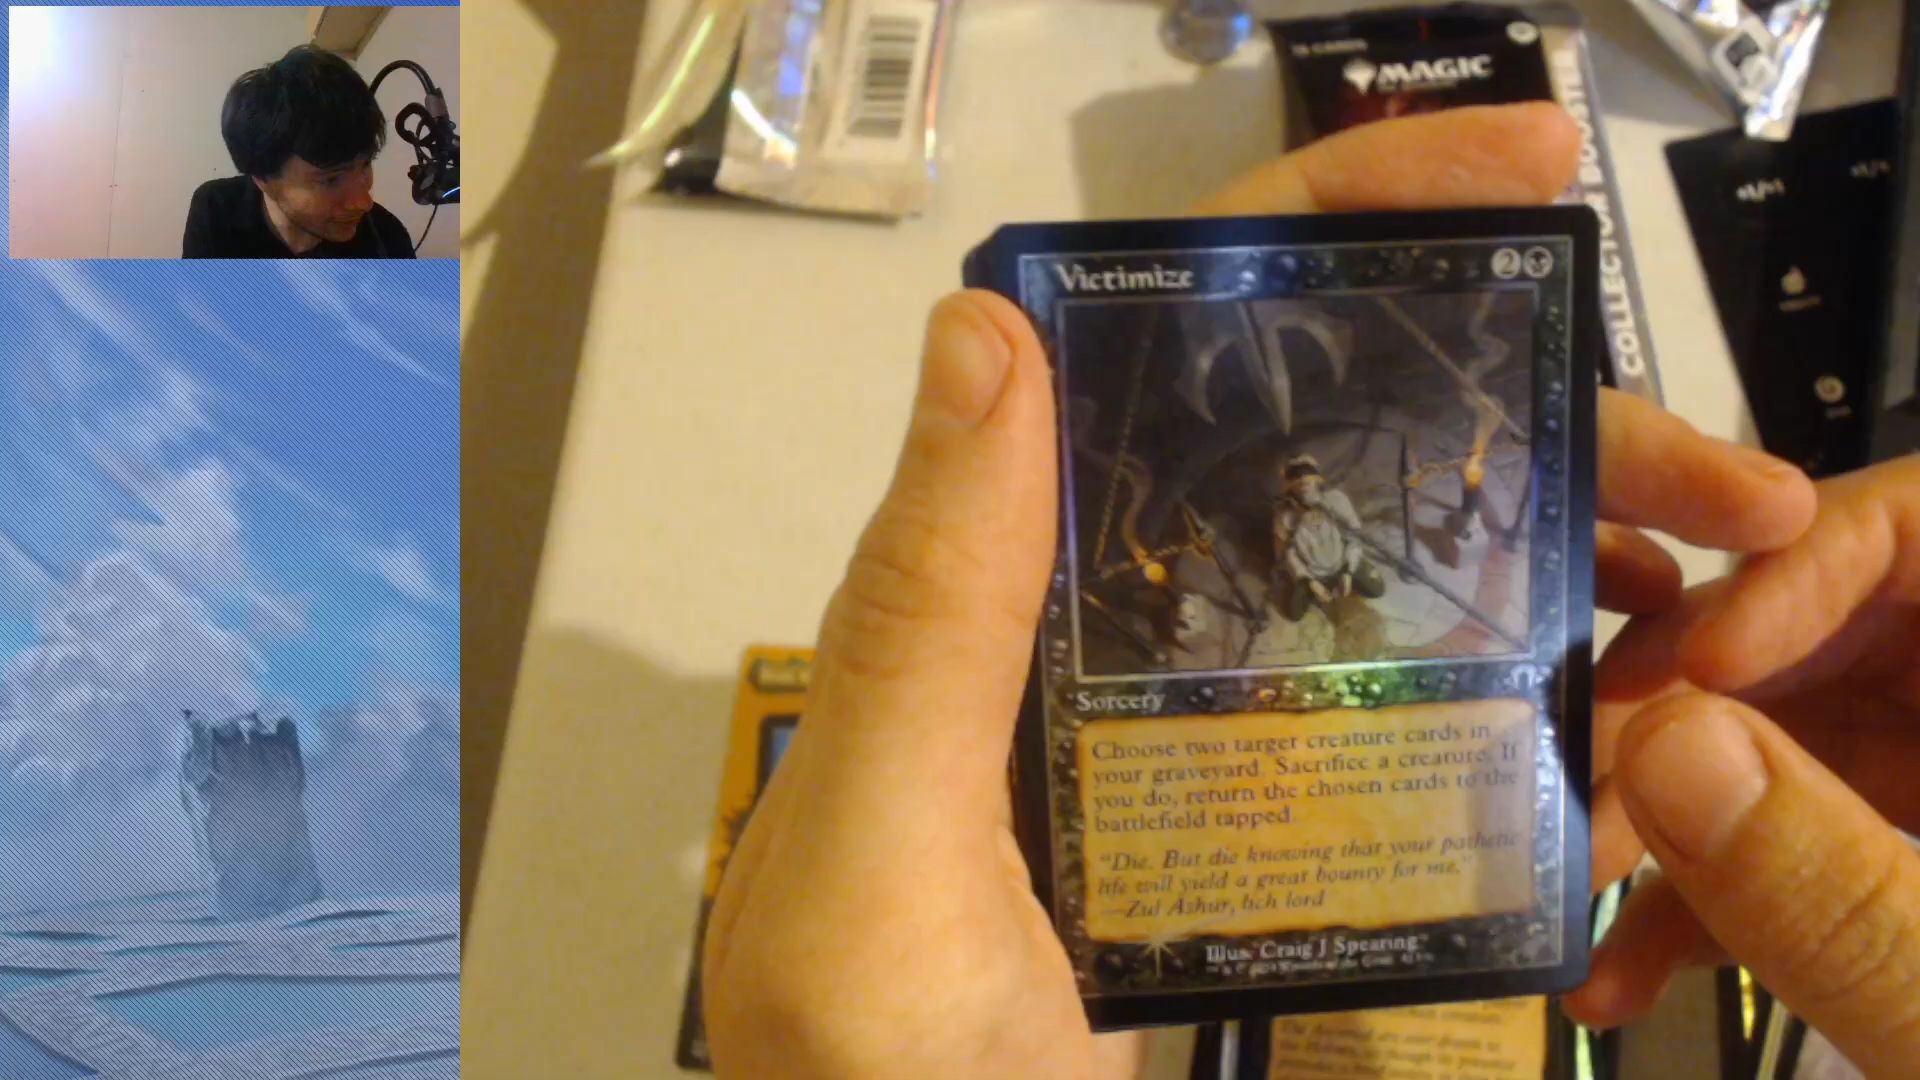 MAGIC
COLLECTOR BOOSTER
Victimize
2
Sorcery
Choose two target creature cards in
your graveyard. Sacrifice a creature. If
you do, return the chosen cards to the
battlefield tapped.
"Die. But die knowing that your pathetic
life will yield a great bounty for me."
—Zul Ashur, lich lord
Illus. Craig J Spearing